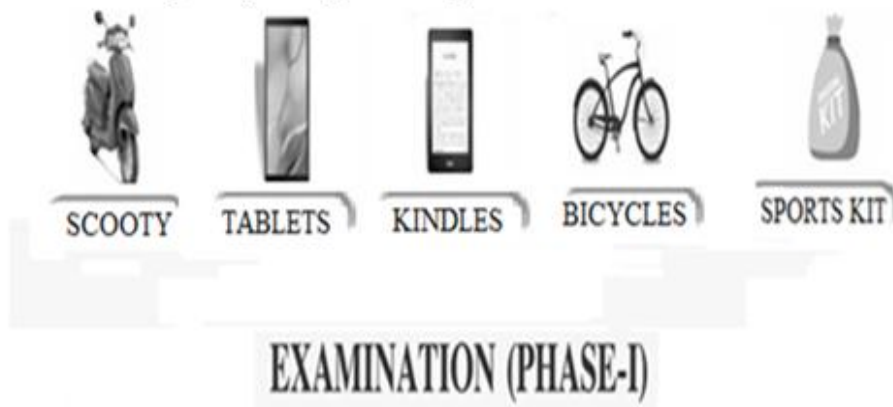 KIT
SCOOTY
TABLETS
KINDLES
BICYCLES
SPORTS KIT
EXAMINATION (PHASE-I)